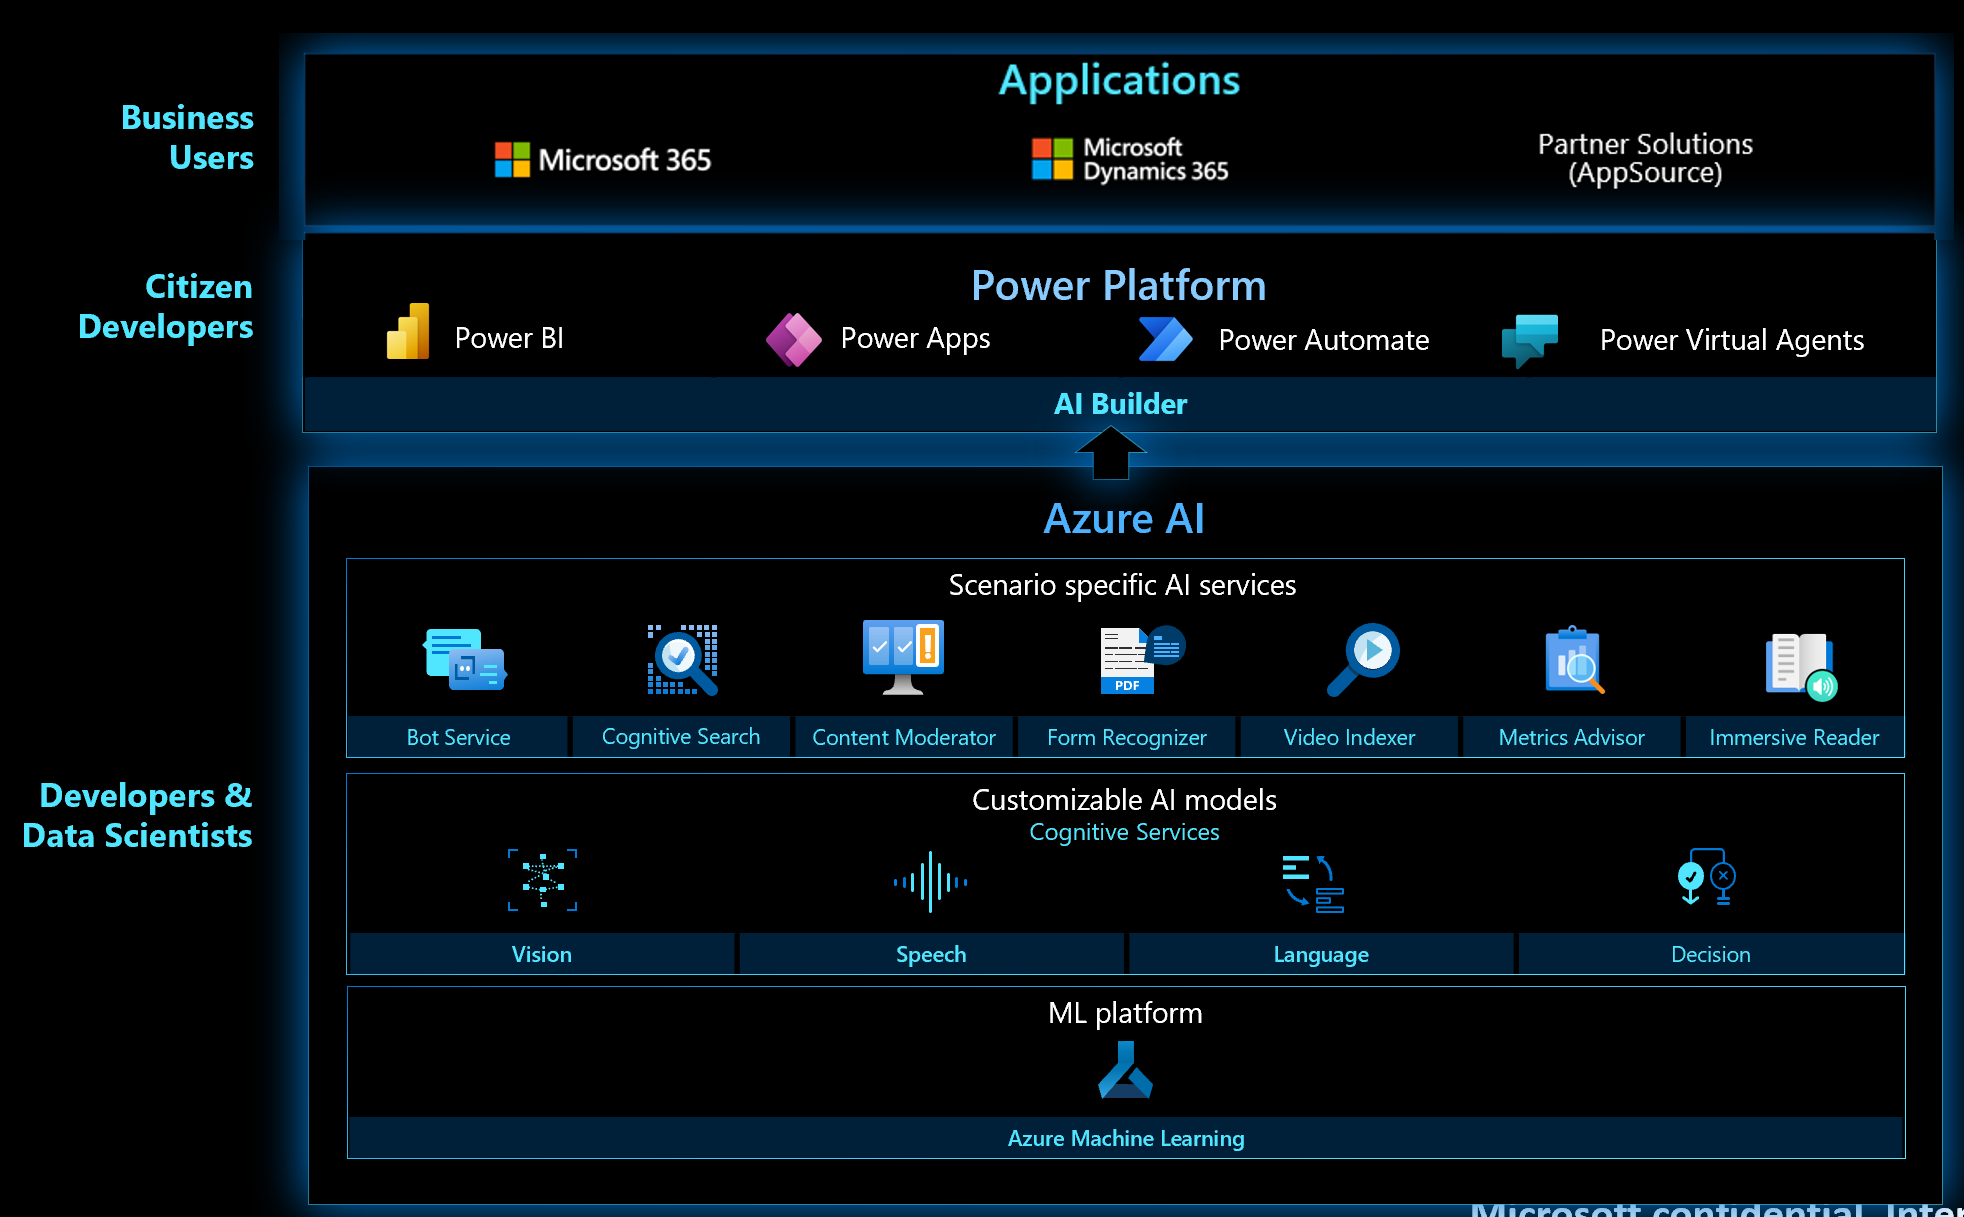 Applications
Business
Users
Microsoft 365
Microsoft
Dynamics 365
Partner Solutions
(AppSource)
Citizen
Developers
Power Platform
Power BI
Power Apps
Power Automate
Power Virtual Agents
AI Builder
Azure AI
Developers &
Data Scientists
Scenario specific AI services
PDF
Bot Service
Cognitive Search
Content Moderator
Form Recognizer
Video Indexer
Metrics Advisor
Immersive Reader
Customizable AI models
Cognitive Services
Vision
Speech
Language
Decision
ML platform
Azure Machine Learning
Microsoft confidential